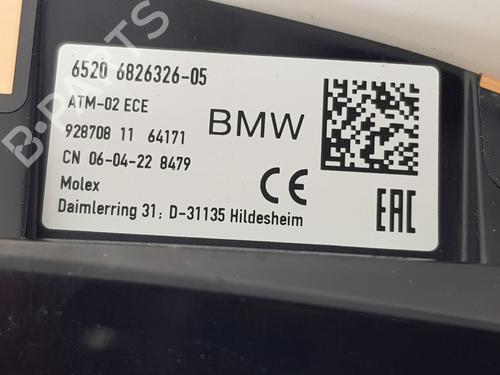 6520 6826326-05
ATM-02 ECE
928708 11 64171
BMW
CN 06-04-22 8479
Molex
Daimlerring 31; D-31135 Hildesheim
CE
EAC
B-PARTS